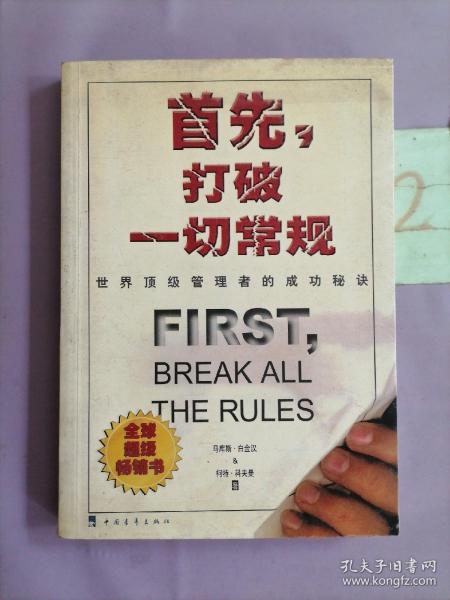 首先,
打破
一切常规
世界顶级管理者的成功秘诀
FIRST,
BREAK ALL
THE RULES
全球
超级
畅销书
马库斯·白金汉
&
柯特·科夫曼
著
中国青年出版社
2
孔夫子旧书网
www.kongfz.com